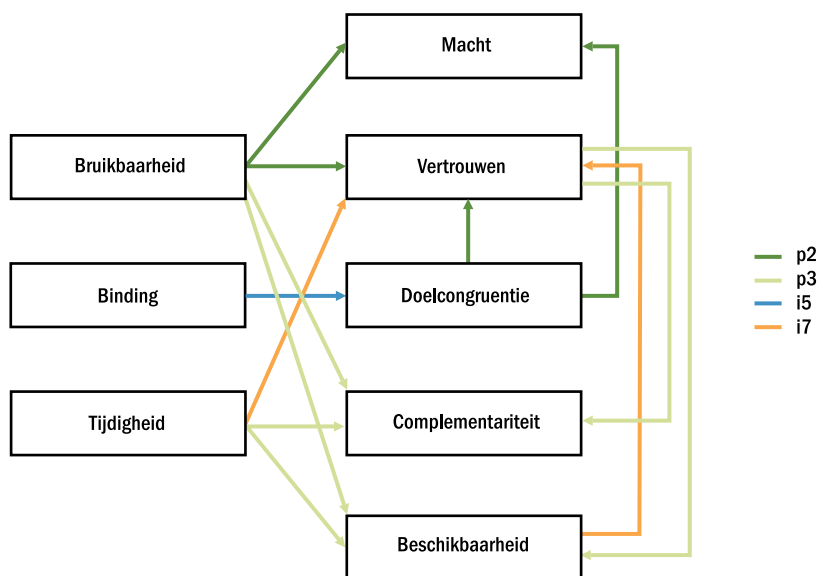 Macht
Bruikbaarheid
Vertrouwen
Binding
Doelcongruentie
Tijdigheid
Complementariteit
Beschikbaarheid
p2
p3
i5
i7